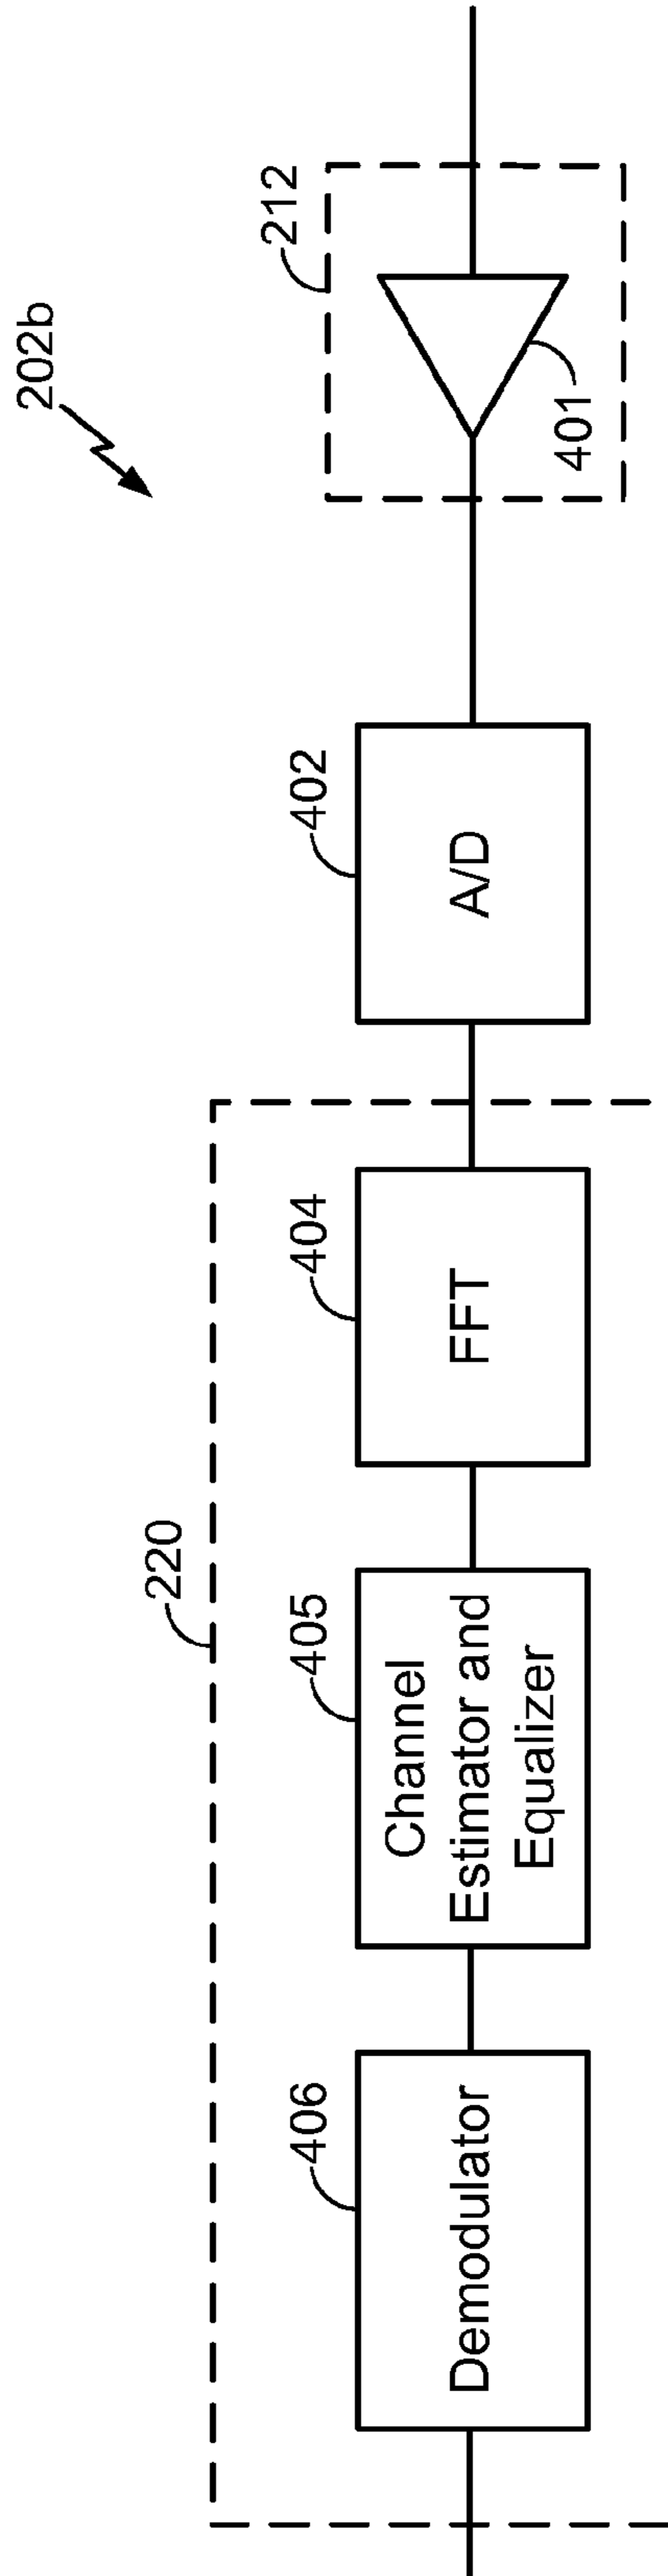 202b
220
212
406
405
404
402
Demodulator
Channel
Estimator and
Equalizer
FFT
A/D
401